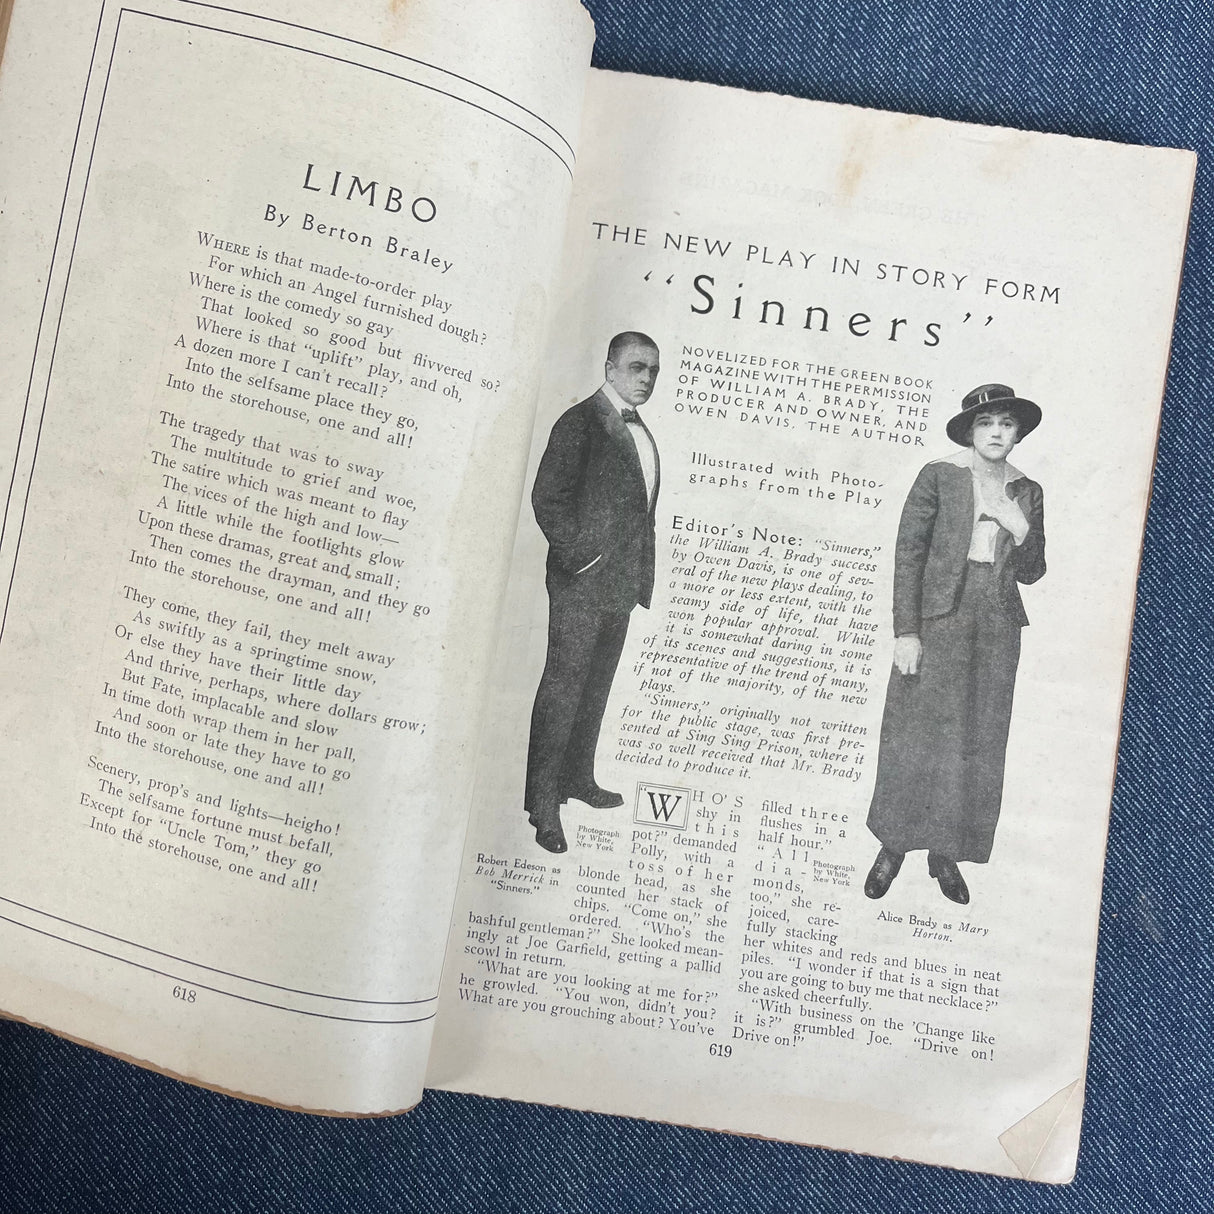 LIMBO
By Berton Braley
WHERE is that made-to-order play
For which an Angel furnished dough?
Where is the comedy so gay
That looked so good but flivvered so?
Where is that "uplift" play, and oh,
A dozen more I can't recall?
Into the selfsame place they go,
Into the storehouse, one and all!
The tragedy that was to sway
The multitude to grief and woe,
The satire which was meant to flay
The vices of the high and low—
A little while the footlights glow
Upon these dramas, great and small;
Then comes the drayman, and they go
Into the storehouse, one and all!
They come, they fail, they melt away
As swiftly as a springtime snow,
Or else they have their little day
And thrive, perhaps, where dollars grow;
But Fate, implacable and slow
In time doth wrap them in her pall,
And soon or late they have to go
Into the storehouse, one and all!
Scenery, prop's and lights—heigho!
The selfsame fortune must befall,
Except for "Uncle Tom," they go
Into the storehouse, one and all!
618
THE NEW PLAY IN STORY FORM
"Sinners"
NOVELIZED FOR THE GREEN BOOK
MAGAZINE WITH THE PERMISSION
OF WILLIAM A. BRADY, THE
PRODUCER AND OWNER, AND
OWEN DAVIS, THE AUTHOR
Illustrated with Photo-
graphs from the Play
Editor's Note: "Sinners,"
the William A. Brady success
by Owen Davis, is one of sev-
eral of the new plays dealing, to
a more or less extent, with the
seamy side of life, that have
won popular approval. While
it is somewhat daring in some
of its scenes and suggestions, it is
representative of the trend of many,
if not of the majority, of the new
plays.
"Sinners," originally not written
for the public stage, was first pre-
sented at Sing Sing Prison, where it
was so well received that Mr. Brady
decided to produce it.
Photograph
by White,
New York
Robert Edeson as
Bob Merrick in
"Sinners."
"WHO'S
shy in
this
pot?" demanded
Polly, with a
toss of her
blonde head, as she
counted her stack of
chips. "Come on," she
ordered. "Who's the
bashful gentleman?" She looked mean-
ingly at Joe Garfield, getting a pallid
scowl in return.
"What are you looking at me for?"
he growled. "You won, didn't you?
What are you grouching about? You've
filled three
flushes in a
half hour."
"All
dia-
monds,
too," she re-
joiced, care-
fully stacking
her whites and reds and blues in neat
piles. "I wonder if that is a sign that
you are going to buy me that necklace?"
she asked cheerfully.
"With business on the 'Change like
it is?" grumbled Joe. "Drive on!
Drive on!"
Photograph
by White,
New York
Alice Brady as Mary
Horton.
619